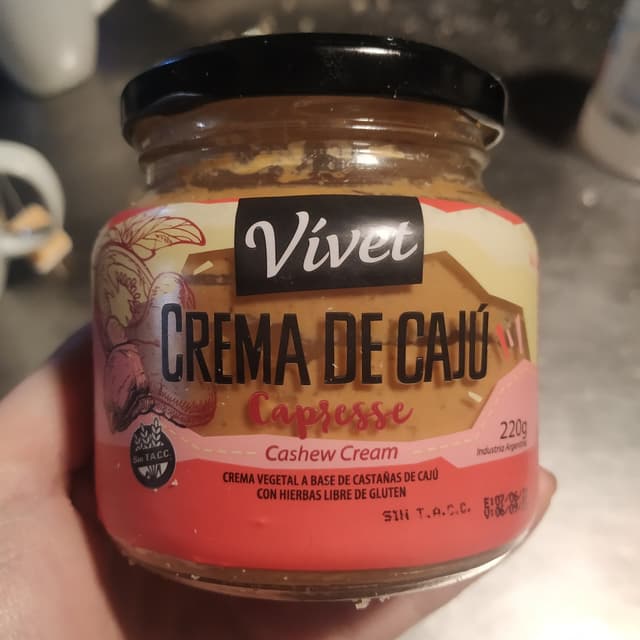 Vívet
CREMA DE CAJÚ
Nº1
Capresse
Cashew Cream
220g
Industria Argentina
Sin T.A.C.C.
CREMA VEGETAL A BASE DE CASTAÑAS DE CAJÚ
CON HIERBAS LIBRE DE GLUTEN
SIN T.A.C.C.